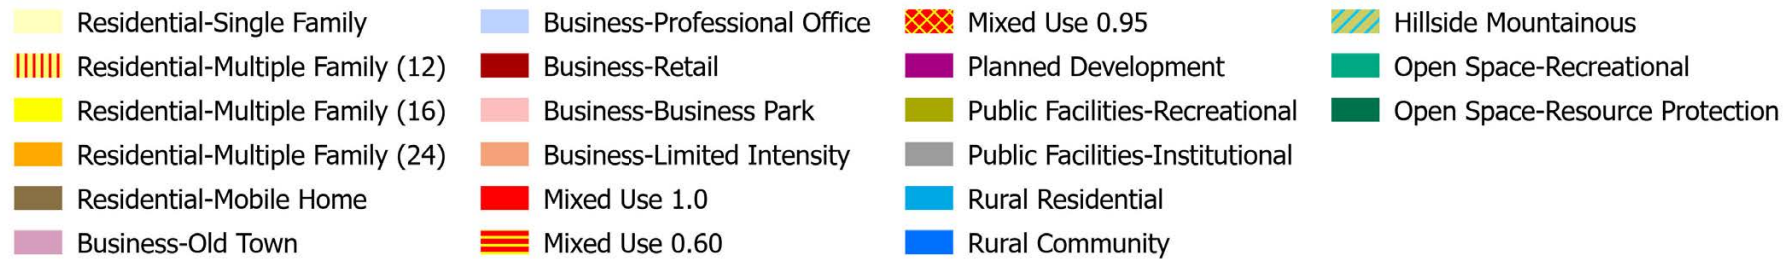 Residential-Single Family
Residential-Multiple Family (12)
Residential-Multiple Family (16)
Residential-Multiple Family (24)
Residential-Mobile Home
Business-Old Town
Business-Professional Office
Business-Retail
Business-Business Park
Business-Limited Intensity
Mixed Use 1.0
Mixed Use 0.60
Mixed Use 0.95
Planned Development
Public Facilities-Recreational
Public Facilities-Institutional
Rural Residential
Rural Community
Hillside Mountainous
Open Space-Recreational
Open Space-Resource Protection